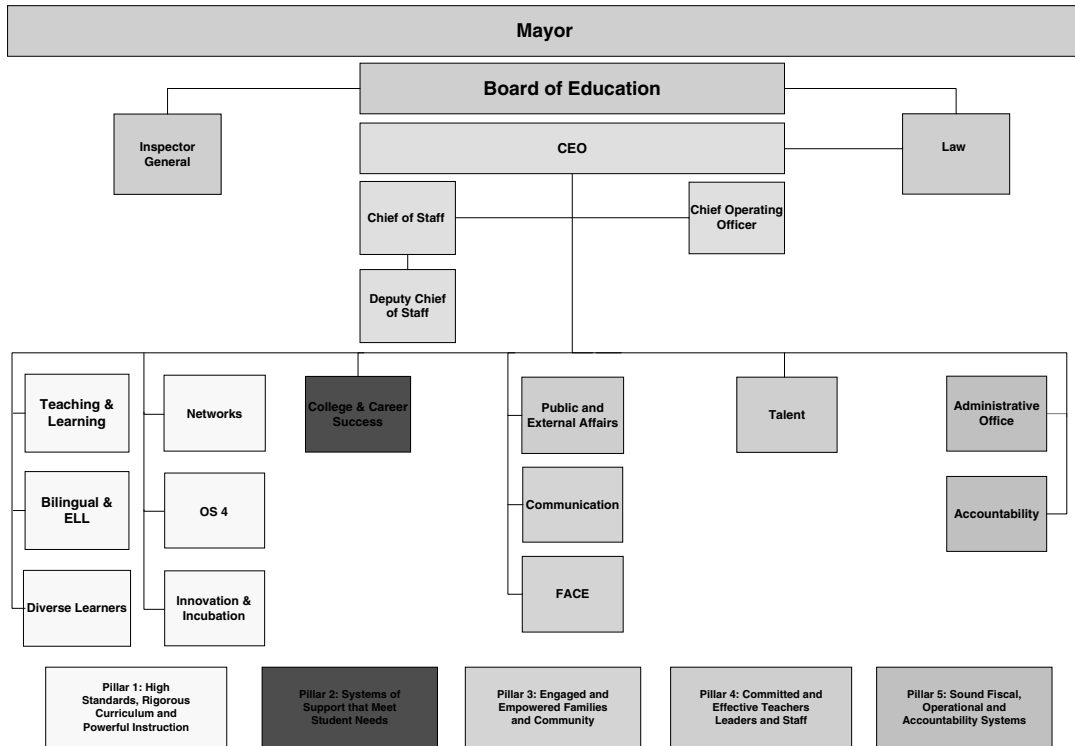 Mayor
Board of Education
Inspector
General
CEO
Law
Chief of Staff
Chief Operating
Officer
Deputy Chief
of Staff
Teaching &
Learning
Networks
College & Career
Success
Public and
External Affairs
Talent
Administrative
Office
Bilingual &
ELL
OS 4
Communication
Accountability
Diverse Learners
Innovation &
Incubation
FACE
Pillar 1: High
Standards, Rigorous
Curriculum and
Powerful Instruction
Pillar 2: Systems of
Support that Meet
Student Needs
Pillar 3: Engaged and
Empowered Families
and Community
Pillar 4: Committed and
Effective Teachers
Leaders and Staff
Pillar 5: Sound Fiscal,
Operational and
Accountability Systems